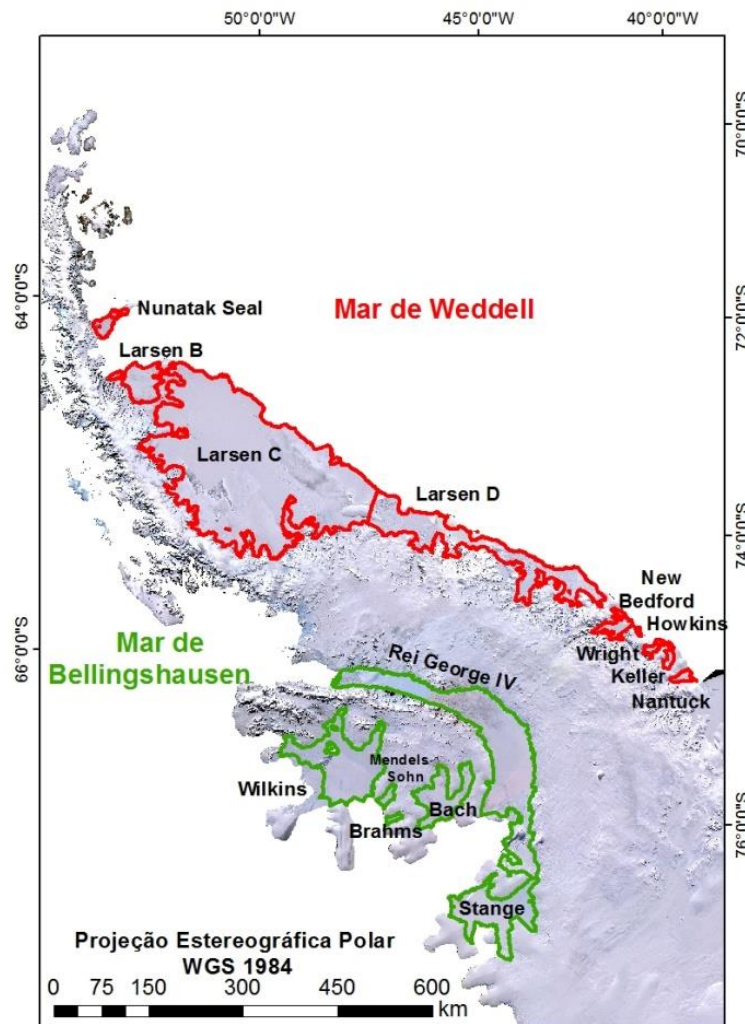 50°0'0"W 45°0'0"W 40°0'0"W
70°0'0"S
64°0'0"S
72°0'0"S
Nunatak Seal
Mar de Weddell
Larsen B
Larsen C
Larsen D
74°0'0"S
New
Bedford
Howkins
Wright
Keller
Nantuck
66°0'0"S
Mar de
Bellingshausen
Rei George IV
Mendels
Sohn
Wilkins
Bach
Brahms
76°0'0"S
Stange
Projeção Estereográfica Polar
WGS 1984
0 75 150 300 450 600
km